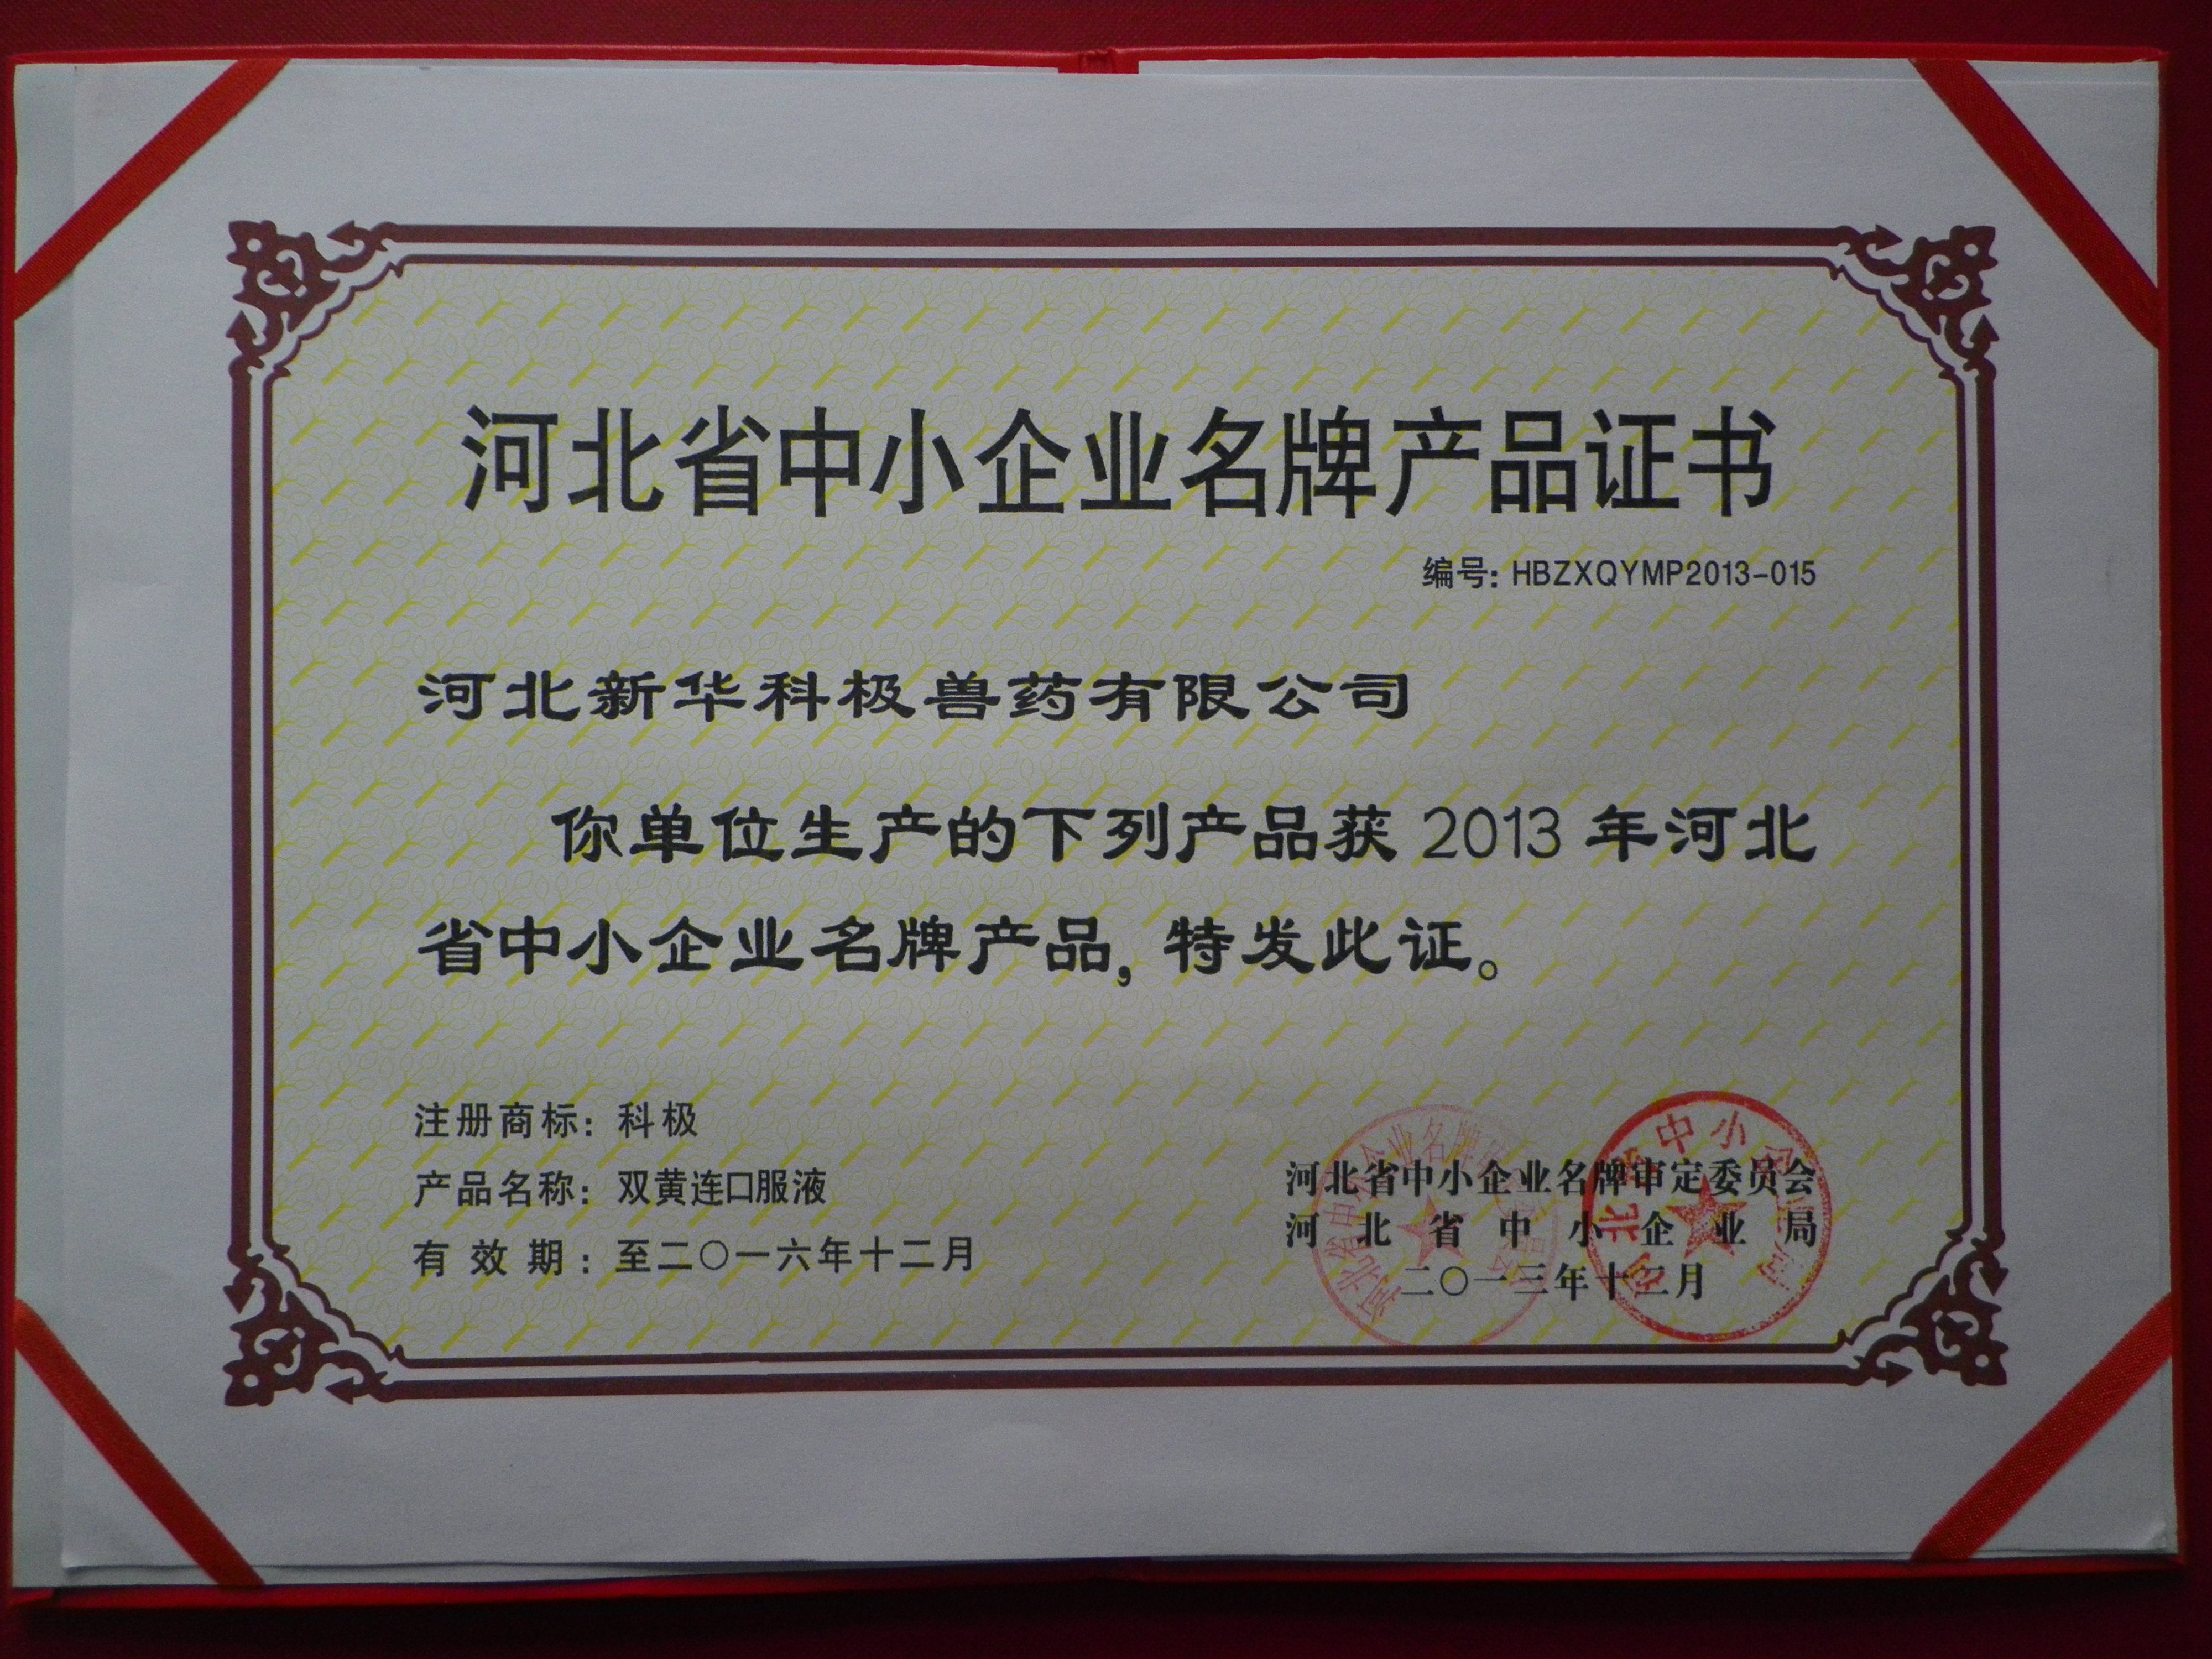 河北省中小企业名牌产品证书
编号：HBZXQYMP2013-015
河北新华科极兽药有限公司
你单位生产的下列产品获 2013 年河北
省中小企业名牌产品，特发此证。
注册商标：科极
产品名称：双黄连口服液
有效期：至二〇一六年十二月
河北省中小企业名牌审定委员会
河北省中小企业局
二〇一三年十二月